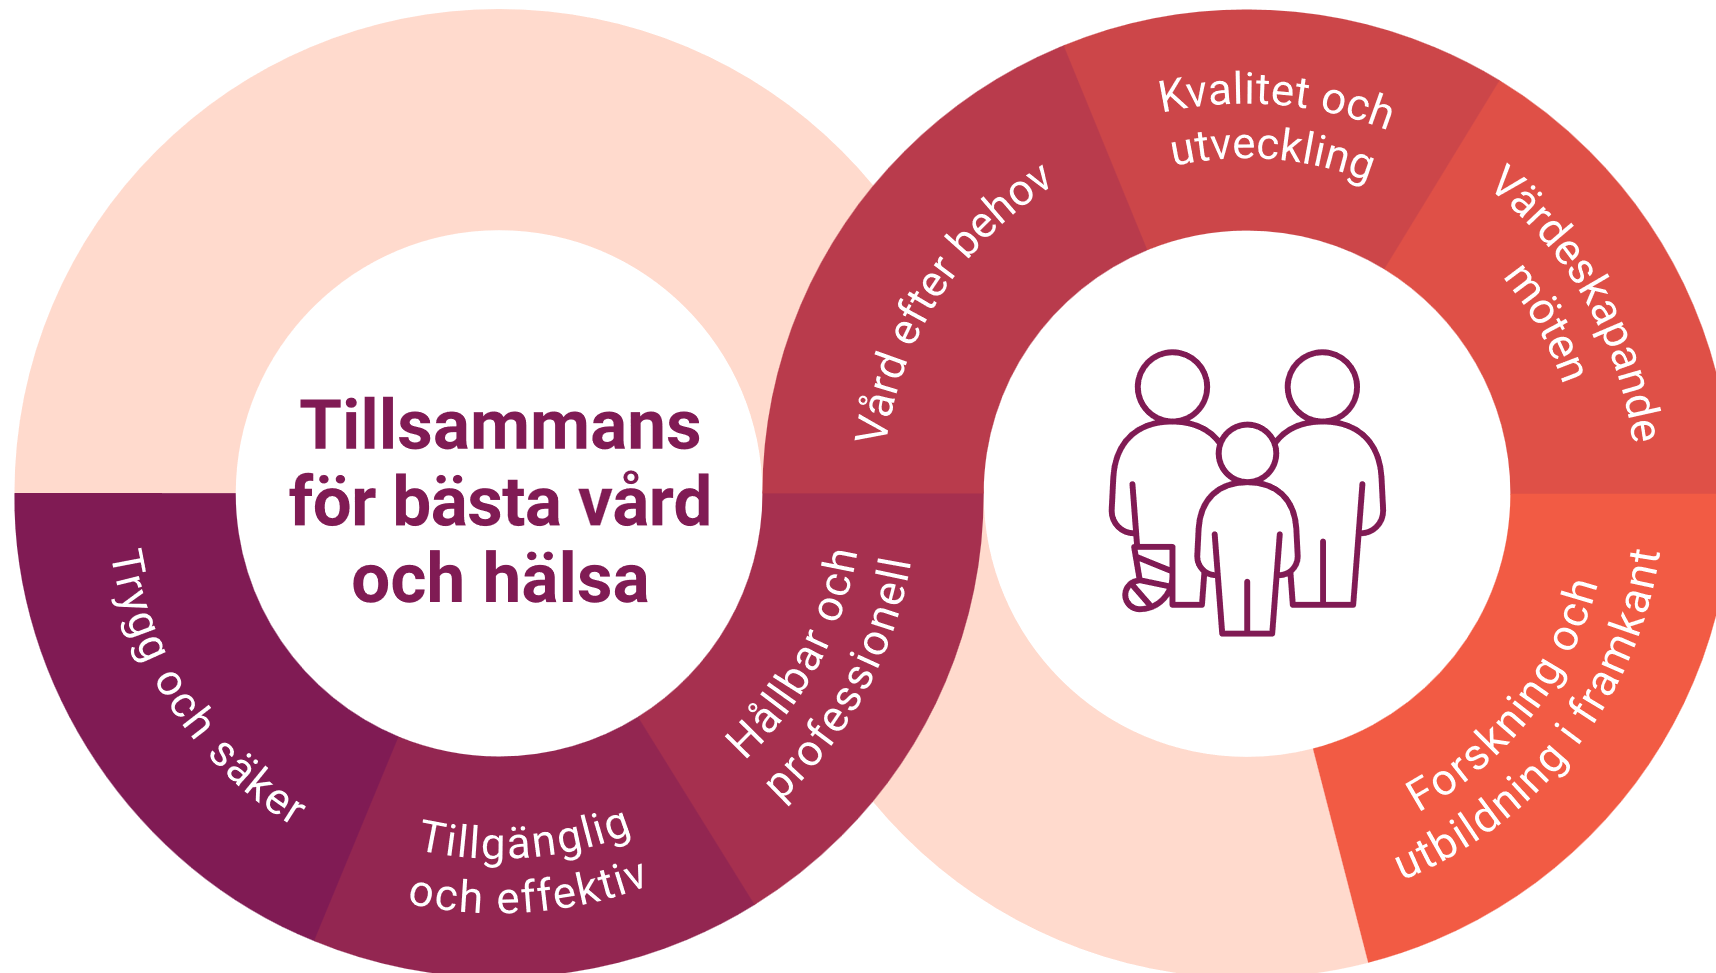 Tillsammans
för bästa vård
och hälsa
Trygg och säker
Tillgänglig
och effektiv
Hållbar och
professionell
Vård efter behov
Kvalitet och
utveckling
Värdeskapande
möten
Forskning och
utbildning i framkant